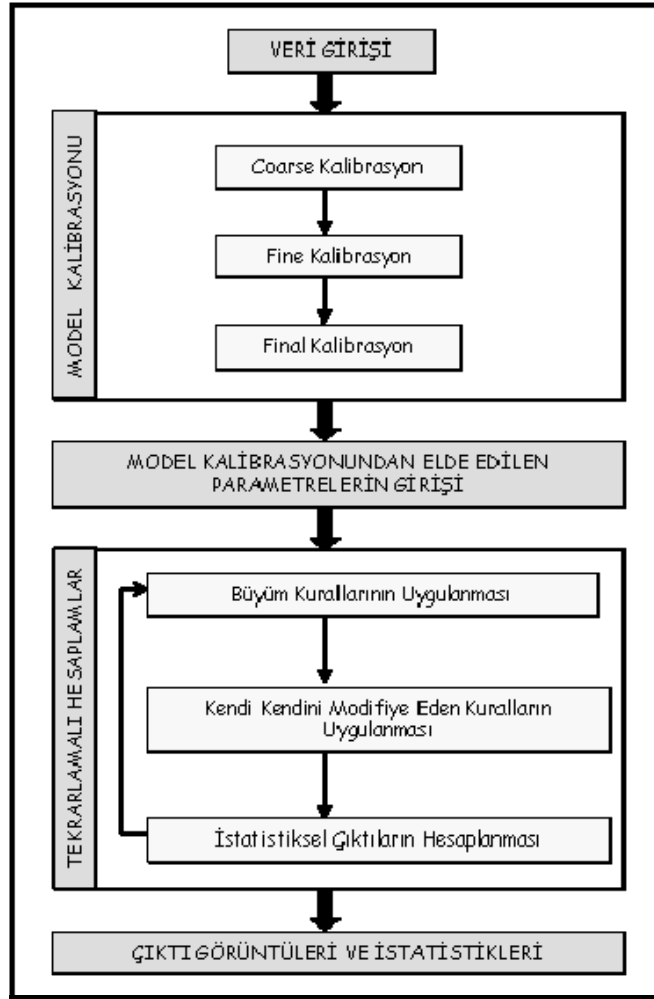 VERİ GİRİŞİ
MODEL KALİBRASYONU
Coarse Kalibrasyon
Fine Kalibrasyon
Final Kalibrasyon
MODEL KALİBRASYONUNDAN ELDE EDİLEN
PARAMETRELERİN GİRİŞİ
TEKRARLAMALI HESAPLAMLAR
Büyüm Kurallarının Uygulanması
Kendi Kendini Modifiye Eden Kuralların
Uygulanması
İstatistiksel Çıktıların Hesaplanması
ÇIKTI GÖRÜNTÜLERİ VE İSTATİSTİKLERİ